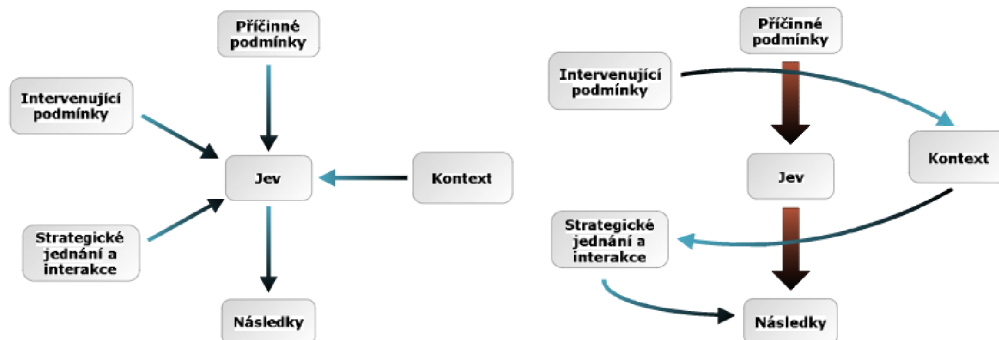 Příčinné
podmínky
Intervenující
podmínky
Jev
Kontext
Strategické
jednání a
interakce
Následky
Příčinné
podmínky
Intervenující
podmínky
Kontext
Jev
Strategické
jednání a
interakce
Následky